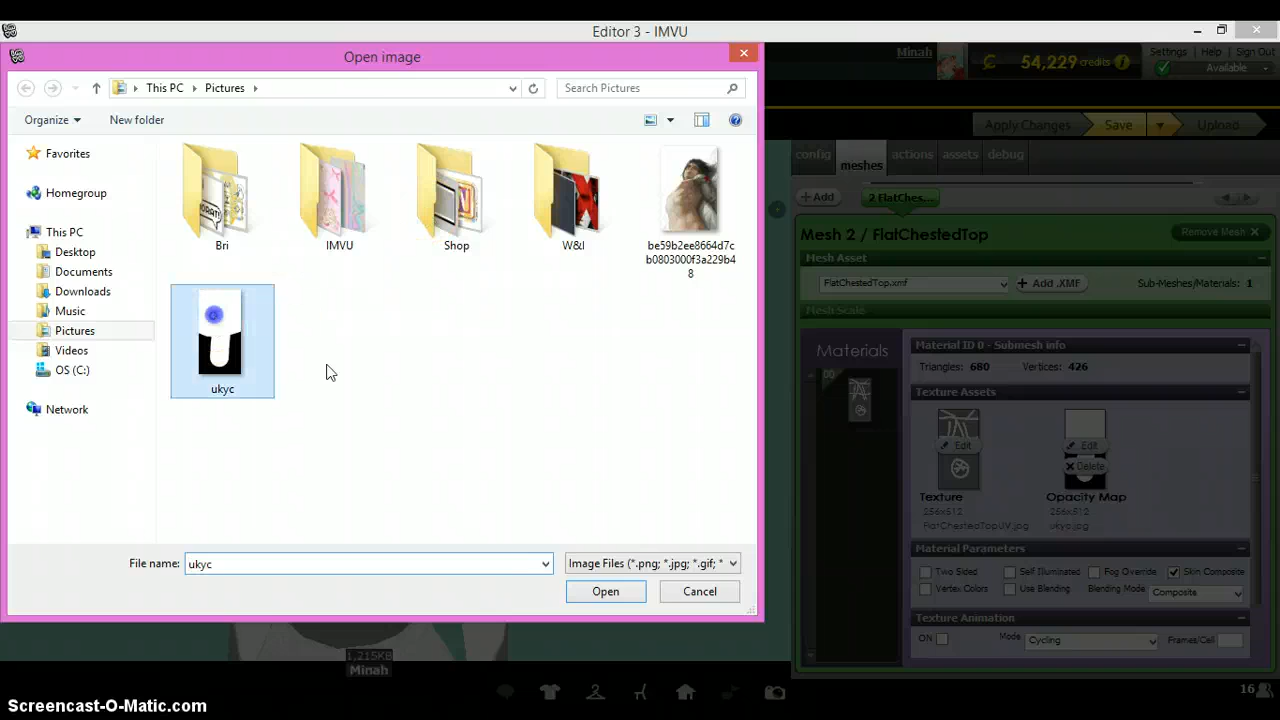 Editor 3 - IMVU
Open image
This PC
Pictures
Search Pictures
Organize
New folder
Favorites
Homegroup
This PC
Desktop
Documents
Downloads
Music
Pictures
Videos
OS (C:)
Network
Bri
IMVU
Shop
W&I
be59b2ee8664d7c
b0803000f3a229b4
8
ukyc
File name:
ukyc
Image Files (*.png; *.jpg; *.gif; *
Open
Cancel
Minah
54,229 credits
Settings
Help
Sign Out
Available
Apply Changes
Save
Upload
config
meshes
actions
assets
debug
+ Add
2 FlatChes...
Mesh 2 / FlatChestedTop
Remove Mesh X
Mesh Asset
FlatChestedTop.xmf
+ Add .XMF
Sub-Meshes/Materials: 1
Mesh Scale
Materials
00
Material ID 0 - Submesh info
Triangles: 680
Vertices: 426
Texture Assets
Edit
Edit
Delete
Texture
Opacity Map
256x512
256x512
FlatChestedTopUV.jpg
ukyc.jpg
Material Parameters
Two Sided
Self Illuminated
Fog Override
Skin Composite
Vertex Colors
Use Blending
Blending Mode
Composite
Texture Animation
ON
Mode
Cycling
Frames/Cell
1,215KB
Minah
16
Screencast-O-Matic.com